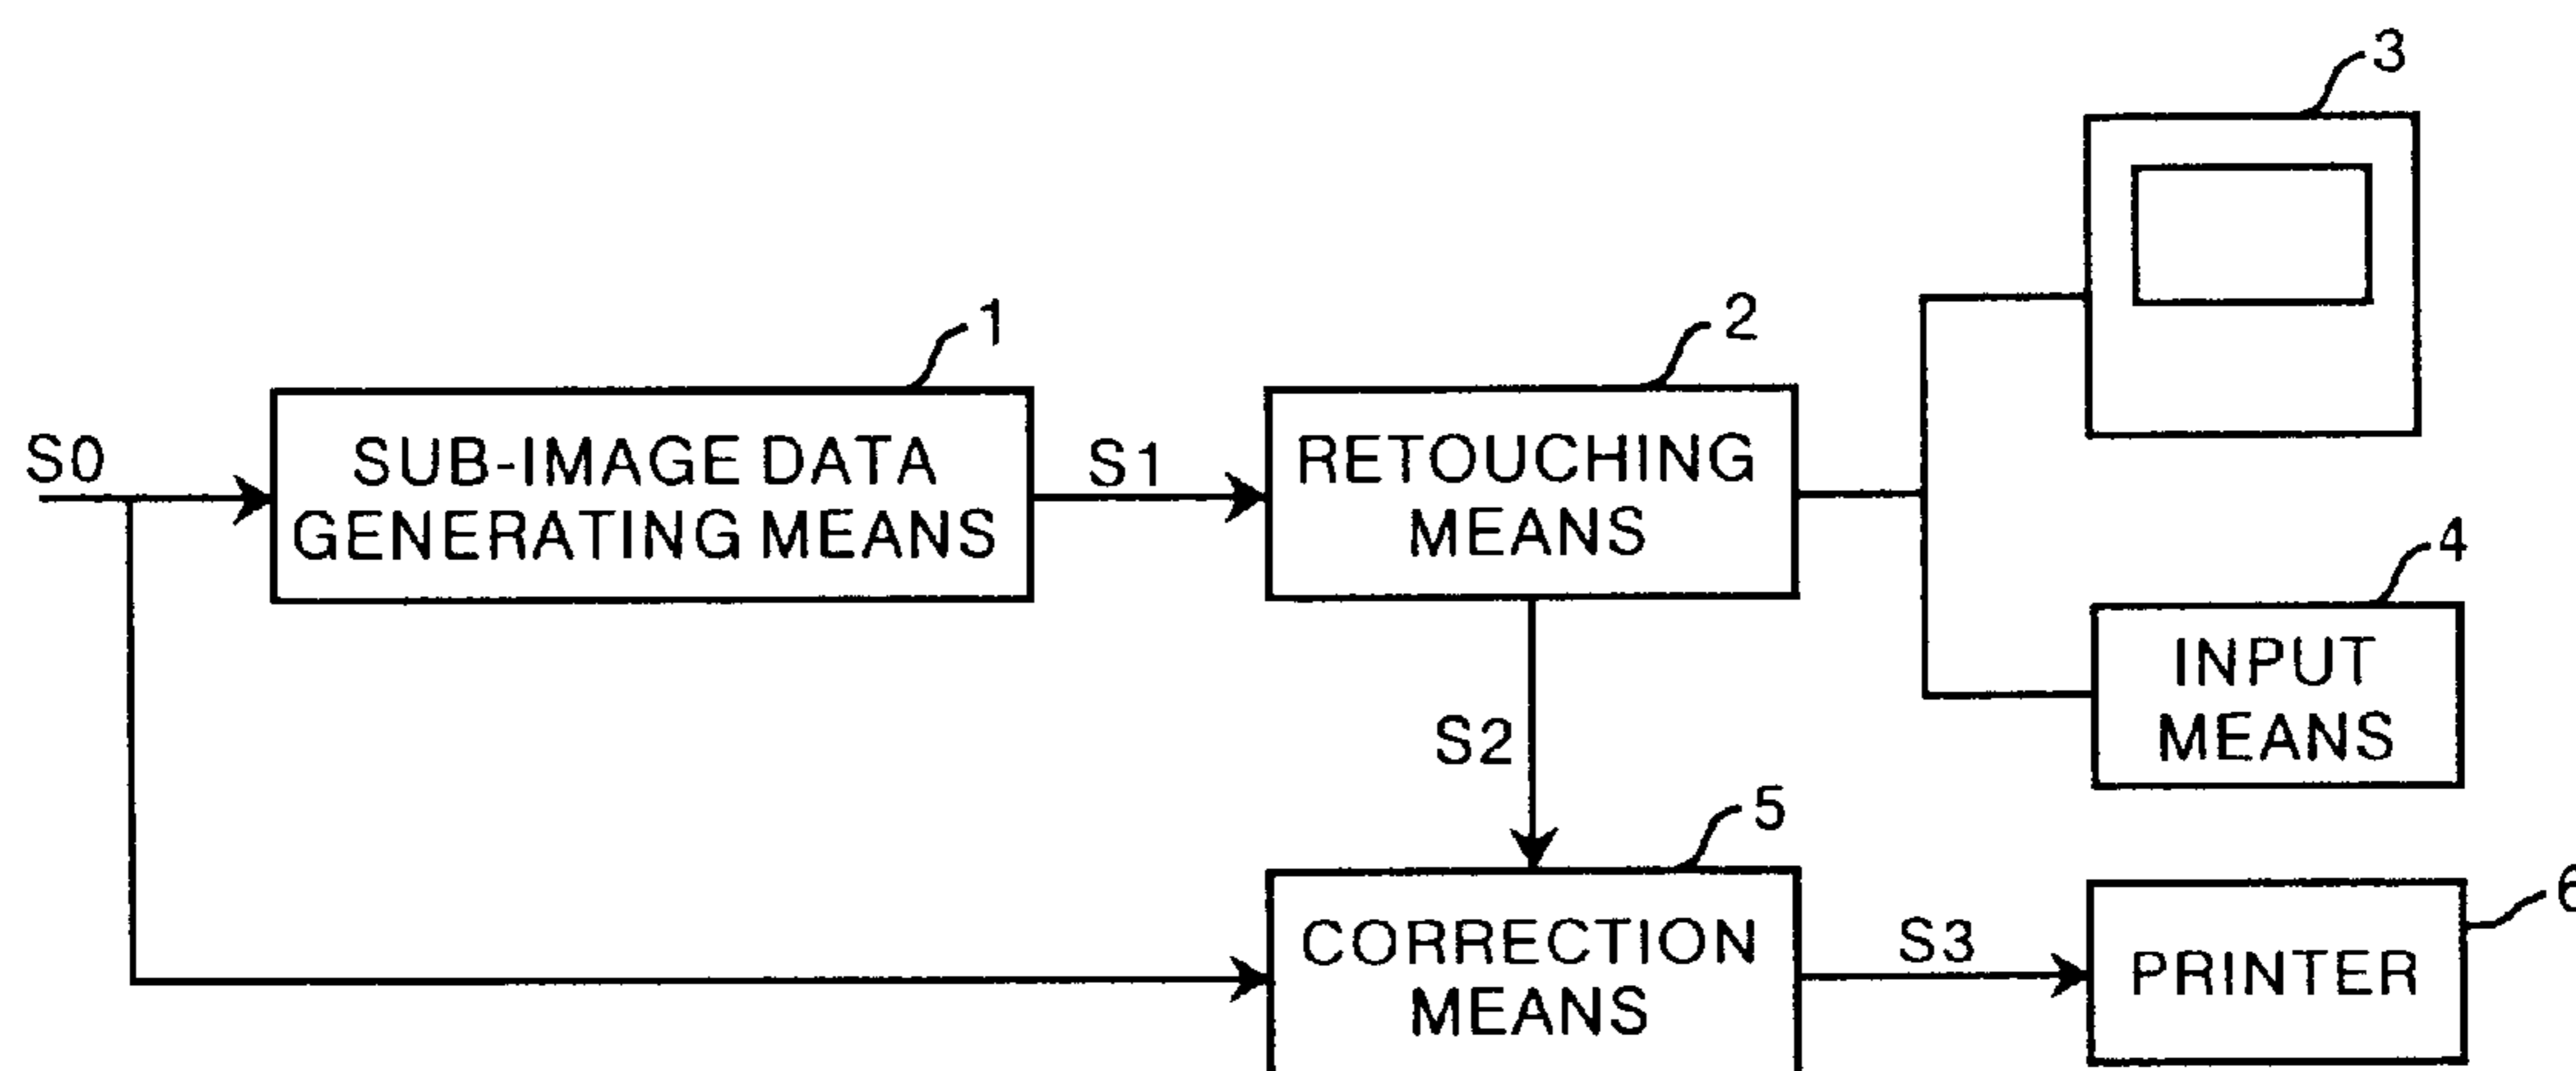 3
1
2
S0
SUB-IMAGE DATA
GENERATING MEANS
S1
RETOUCHING
MEANS
4
INPUT
MEANS
S2
5
6
CORRECTION
MEANS
S3
PRINTER